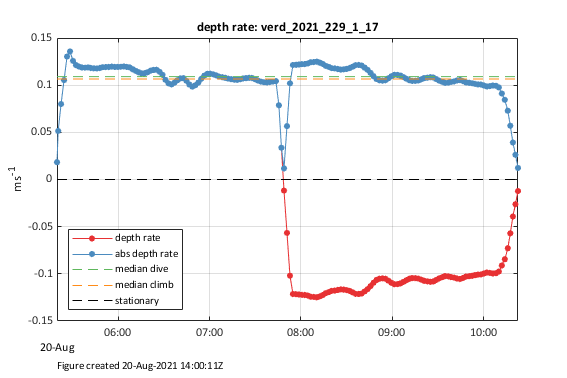 depth rate: verd_2021_229_1_17
0.15
0.1
0.05
0
-0.05
-0.1
-0.15
ms-1
depth rate
abs depth rate
median dive
median climb
stationary
06:00 07:00 08:00 09:00 10:00
20-Aug
Figure created 20-Aug-2021 14:00:11Z